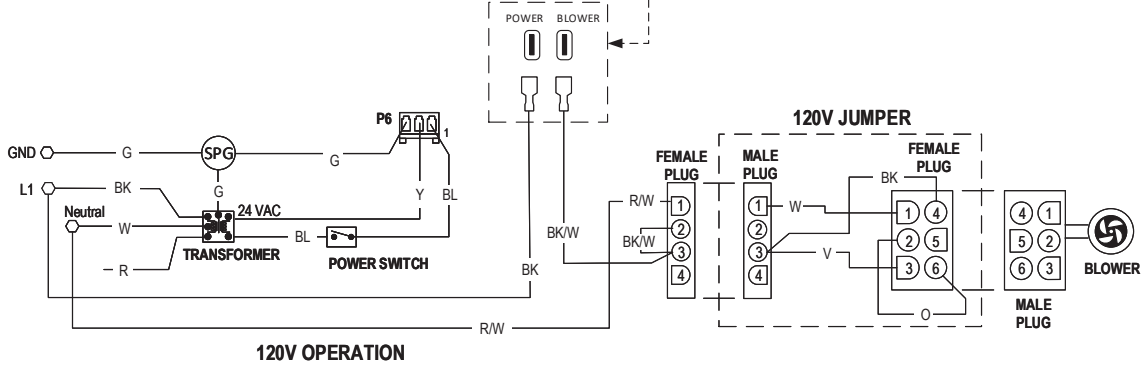 POWER BLOWER
P6
1
120V JUMPER
GND
G
SPG
G
FEMALE
PLUG
MALE
PLUG
FEMALE
PLUG
L1
BK
G
Y
BL
R/W
BK
Neutral
24 VAC
W
BL
TRANSFORMER
POWER SWITCH
R
BK
BK/W
BK/W
1
2
3
4
1
2
3
4
W
V
1 4
2 5
3 6
O
4 1
5 2
6 3
BLOWER
MALE
PLUG
R/W
120V OPERATION